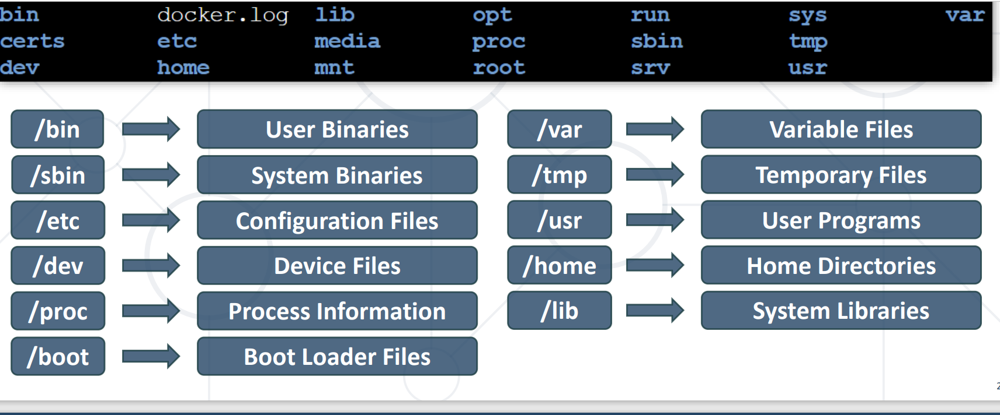 bin docker.log lib opt run sys var
certs etc media proc sbin tmp
dev home mnt root srv usr
/bin User Binaries
/sbin System Binaries
/etc Configuration Files
/dev Device Files
/proc Process Information
/boot Boot Loader Files
/var Variable Files
/tmp Temporary Files
/usr User Programs
/home Home Directories
/lib System Libraries